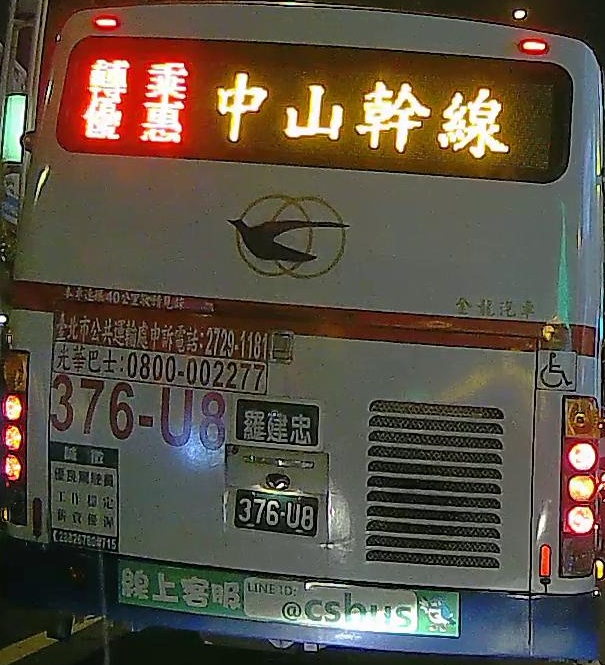 轉乘 中山幹線
優惠
金龍汽車
臺北市公共運輸處申訴電話:2729-1181
光華巴士:0800-002277
376-U8
羅建忠
376-U8
誠徵
優良駕駛員
工作穩定
薪資優渥
線上客服 LINE ID:
@csbus